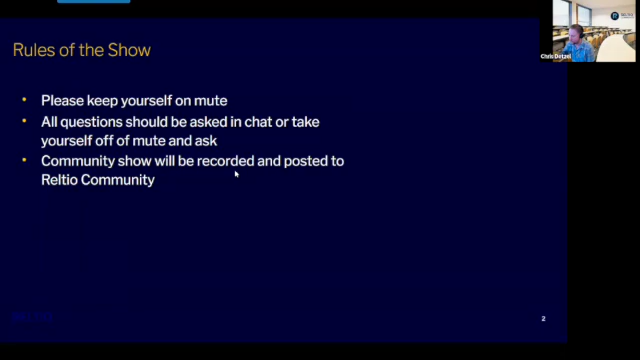 Rules of the Show
• Please keep yourself on mute
• All questions should be asked in chat or take
yourself off of mute and ask
• Community show will be recorded and posted to
Reltio Community
2
Chris Detzel